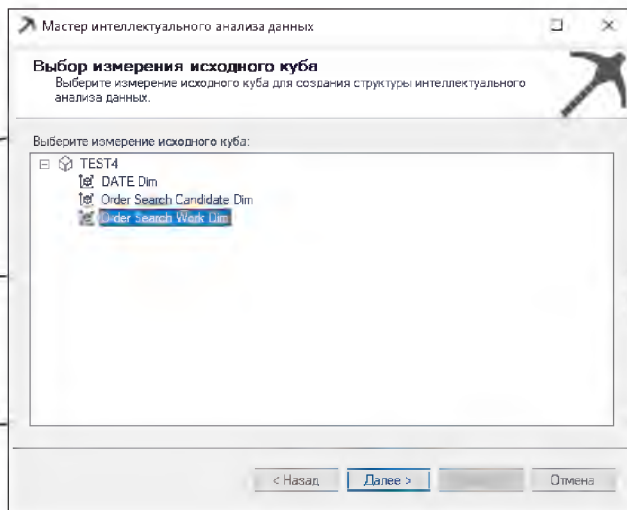 Мастер интеллектуального анализа данных
Выбор измерения исходного куба
Выберите измерение исходного куба для создания структуры интеллектуального
анализа данных.
Выберите измерение исходного куба:
TEST4
DATE Dim
Order Search Candidate Dim
Order Search Work Dim
< Назад
Далее >
Отмена